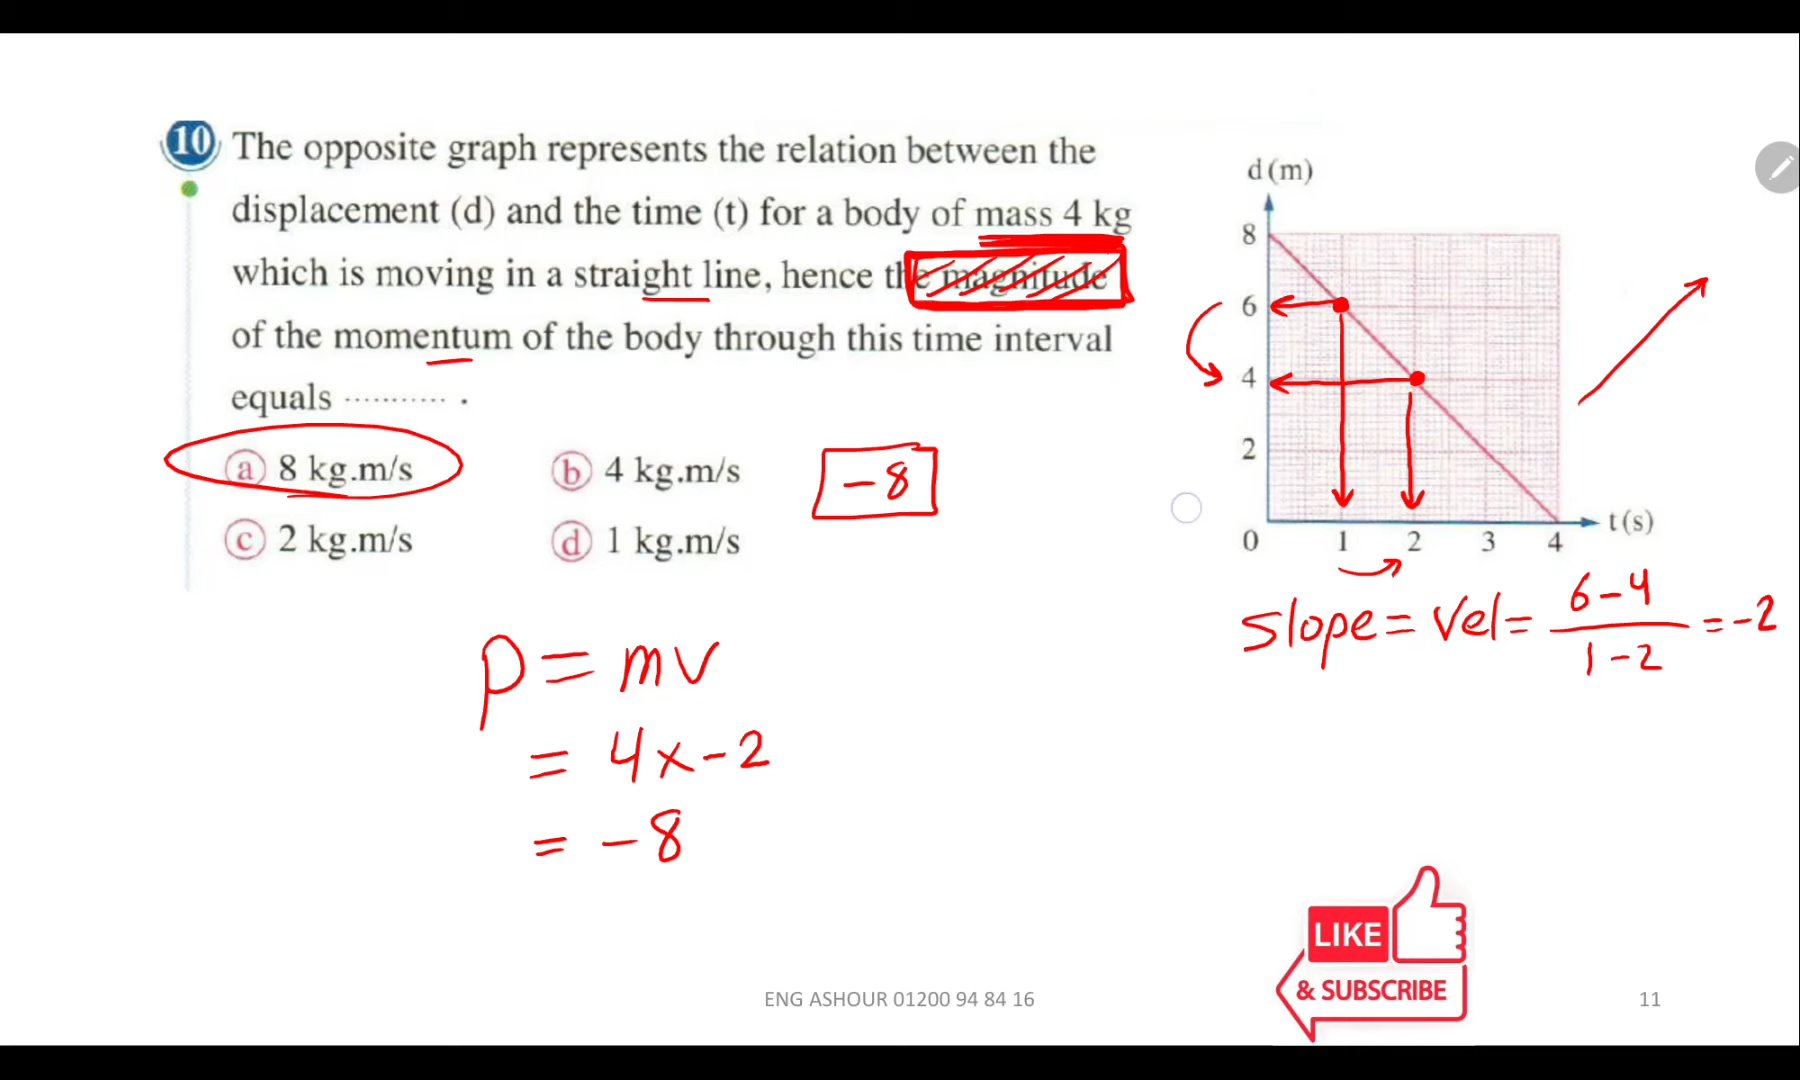 10 The opposite graph represents the relation between the
displacement (d) and the time (t) for a body of mass 4 kg
which is moving in a straight line, hence the magnitude
of the momentum of the body through this time interval
equals ··········· .
a 8 kg.m/s
b 4 kg.m/s
c 2 kg.m/s
d 1 kg.m/s
-8
d (m)
8
6
4
2
0 1 2 3 4 t (s)
slope = Vel = 6-4 / 1-2 = -2
p = mv
= 4x-2
= -8
LIKE
& SUBSCRIBE
ENG ASHOUR 01200 94 84 16
11